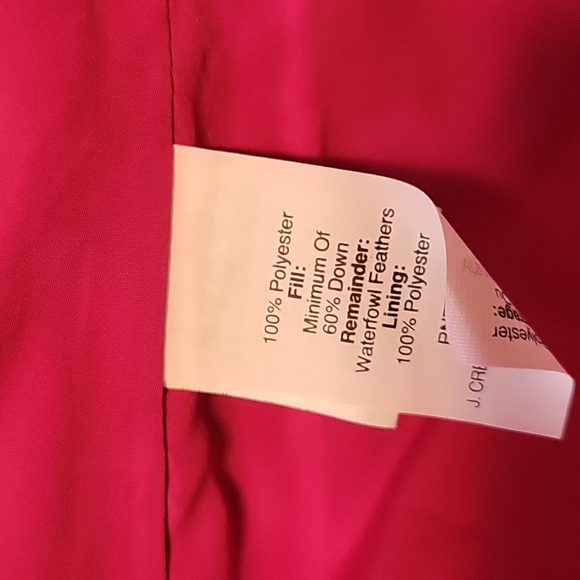 100% Polyester
Fill:
Minimum Of
60% Down
Remainder:
Waterfowl Feathers
Lining:
100% Polyester
J. CRE